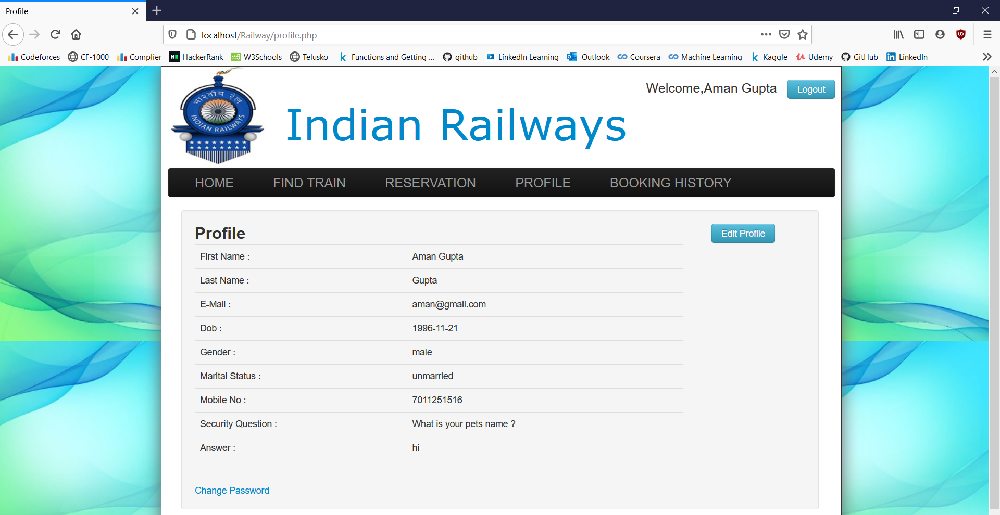 Profile
localhost/Railway/profile.php
Codeforces CF-1000 Complier HackerRank W3Schools Telusko Functions and Getting ... github LinkedIn Learning Outlook Coursera Machine Learning Kaggle Udemy GitHub LinkedIn
भारतीय रेल
INDIAN RAILWAYS
Welcome,Aman Gupta Logout
Indian Railways
HOME FIND TRAIN RESERVATION PROFILE BOOKING HISTORY
Profile Edit Profile
First Name : Aman Gupta
Last Name : Gupta
E-Mail : aman@gmail.com
Dob : 1996-11-21
Gender : male
Marital Status : unmarried
Mobile No : 7011251516
Security Question : What is your pets name ?
Answer : hi
Change Password